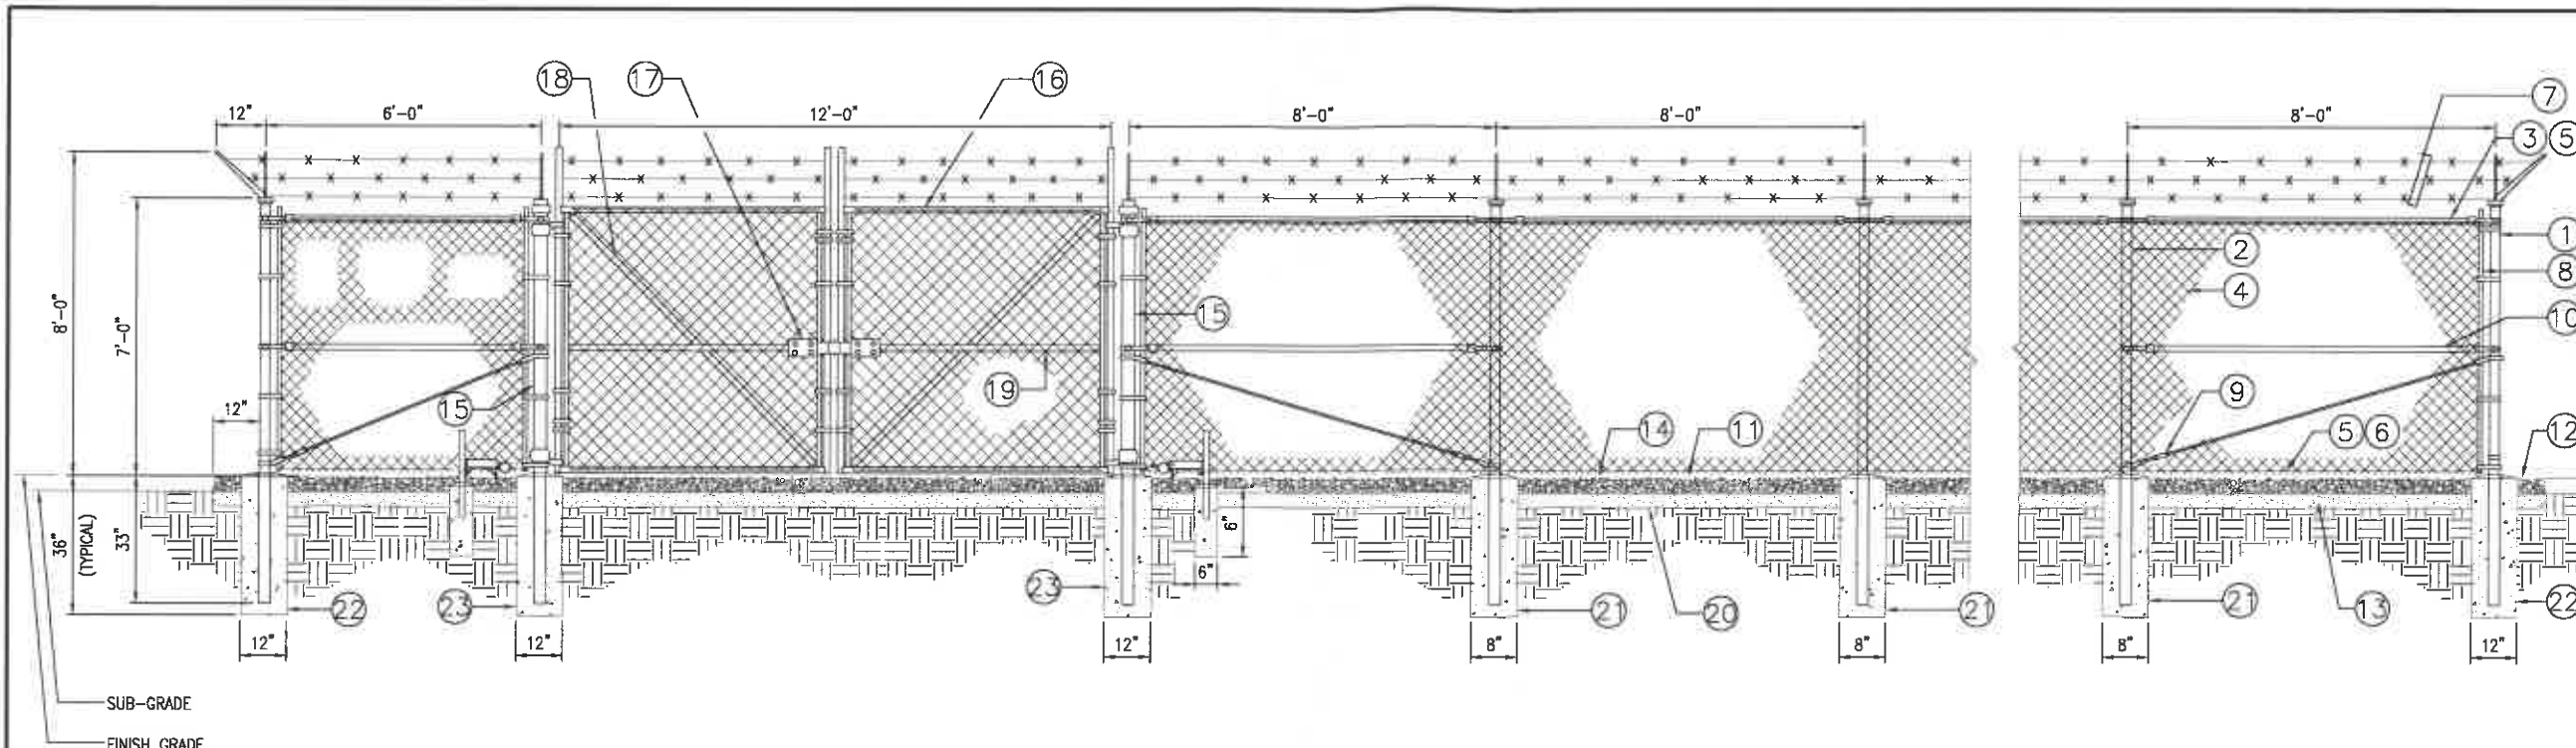 18 17 16 7
12" 6'-0" 12'-0" 8'-0" 8'-0" 8'-0"
3 5
1
2
8
4
15
10
8'-0"
7'-0"
19
9
12" 15
14 11 5 6 12
36"
(TYPICAL)
33"
6"
6"
22 23 23 21 20 21 21 13 22
12" 12" 12" 8" 8" 8" 12"
SUB-GRADE
FINISH GRADE